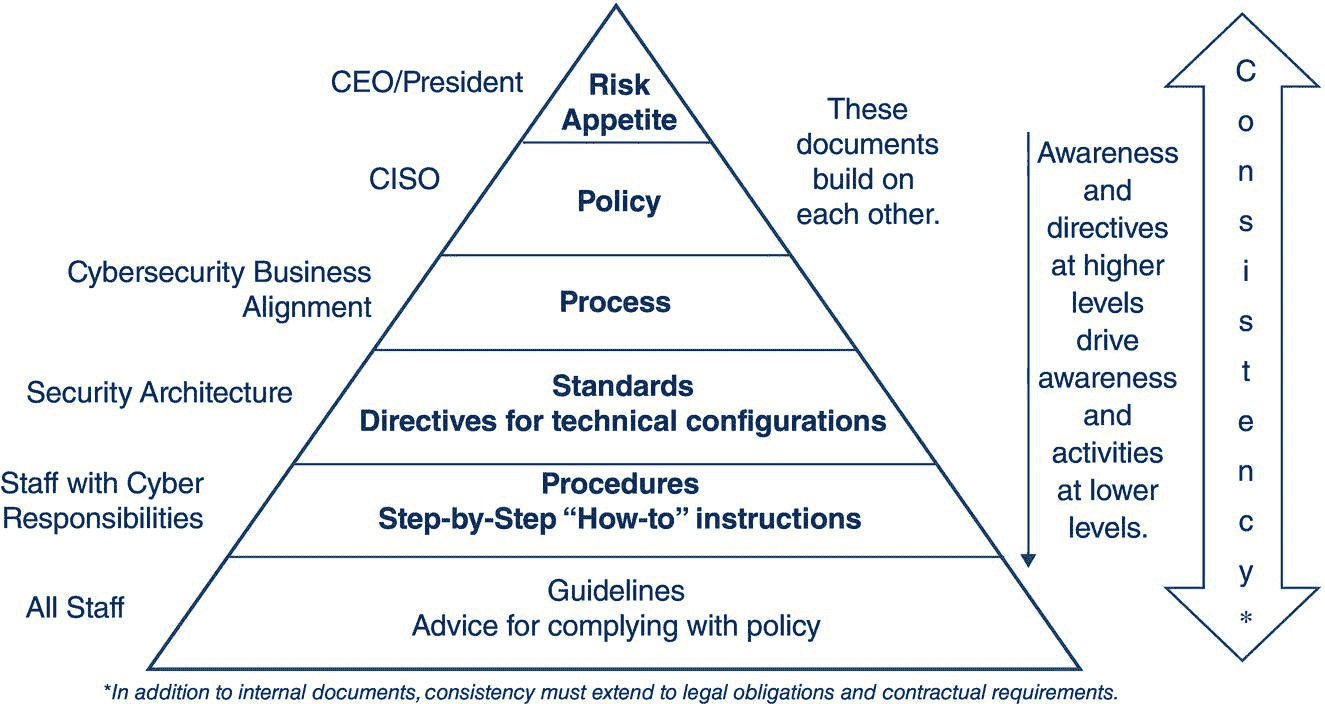 CEO/President
Risk
Appetite
CISO
Policy
These
documents
build on
each other.
Cybersecurity Business
Alignment
Process
Security Architecture
Standards
Directives for technical configurations
Staff with Cyber
Responsibilities
Procedures
Step-by-Step “How-to” instructions
All Staff
Guidelines
Advice for complying with policy
Awareness
and
directives
at higher
levels
drive
awareness
and
activities
at lower
levels.
Consistency*
*In addition to internal documents, consistency must extend to legal obligations and contractual requirements.